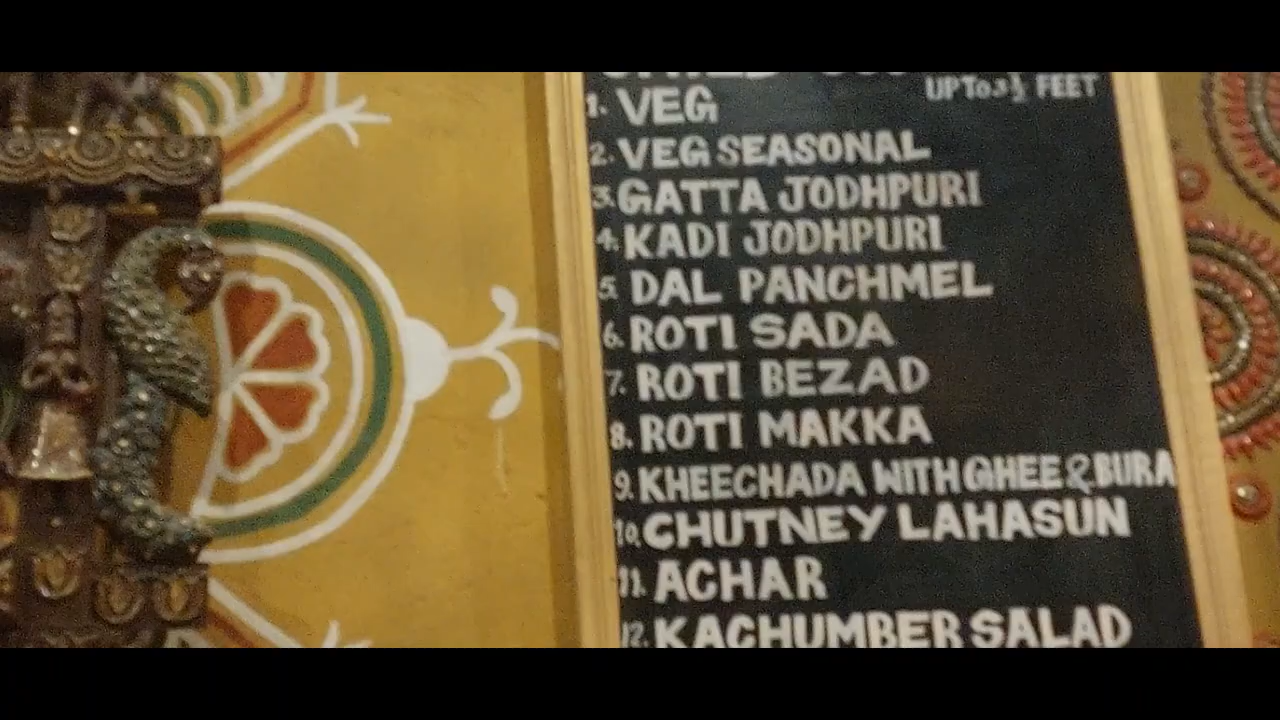 UP To 3½ FEET
1. VEG
2. VEG SEASONAL
3. GATTA JODHPURI
4. KADI JODHPURI
5. DAL PANCHMEL
6. ROTI SADA
7. ROTI BEZAD
8. ROTI MAKKA
9. KHEECHADA WITH GHEE & BURA
10. CHUTNEY LAHASUN
11. ACHAR
12. KACHUMBER SALAD